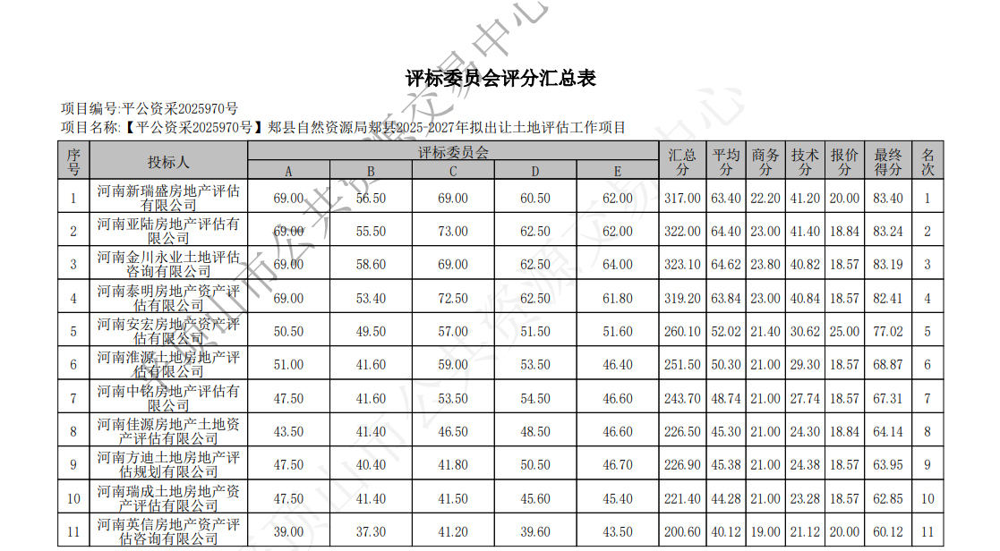 评标委员会评分汇总表
项目编号:平公资采2025970号
项目名称:【平公资采2025970号】郏县自然资源局郏县2025-2027年拟出让土地评估工作项目
序号 投标人 评标委员会 汇总分 平均分 商务分 技术分 报价分 最终得分 名次
A B C D E
1 河南新瑞盛房地产评估有限公司 69.00 56.50 69.00 60.50 62.00 317.00 63.40 22.20 41.20 20.00 83.40 1
2 河南亚陆房地产评估有限公司 69.00 55.50 73.00 62.50 62.00 322.00 64.40 23.00 41.40 18.84 83.24 2
3 河南金川永业土地评估咨询有限公司 69.00 58.60 69.00 62.50 64.00 323.10 64.62 23.80 40.82 18.57 83.19 3
4 河南泰明房地产资产评估有限公司 69.00 53.40 72.50 62.50 61.80 319.20 63.84 23.00 40.84 18.57 82.41 4
5 河南安宏房地产资产评估有限公司 50.50 49.50 57.00 51.50 51.60 260.10 52.02 21.40 30.62 25.00 77.02 5
6 河南淮源土地房地产评估有限公司 51.00 41.60 59.00 53.50 46.40 251.50 50.30 21.00 29.30 18.57 68.87 6
7 河南中铭房地产评估有限公司 47.50 41.60 53.50 54.50 46.60 243.70 48.74 21.00 27.74 18.57 67.31 7
8 河南佳源房地产土地资产评估有限公司 43.50 41.40 46.50 48.50 46.60 226.50 45.30 21.00 24.30 18.84 64.14 8
9 河南方迪土地房地产评估规划有限公司 47.50 40.40 41.80 50.50 46.70 226.90 45.38 21.00 24.38 18.57 63.95 9
10 河南瑞成土地房地产资产评估有限公司 47.50 41.40 41.50 45.60 45.40 221.40 44.28 21.00 23.28 18.57 62.85 10
11 河南英信房地产资产评估咨询有限公司 39.00 37.30 41.20 39.60 43.50 200.60 40.12 19.00 21.12 20.00 60.12 11
平顶山市公共资源交易中心
平顶山市公共资源交易中心